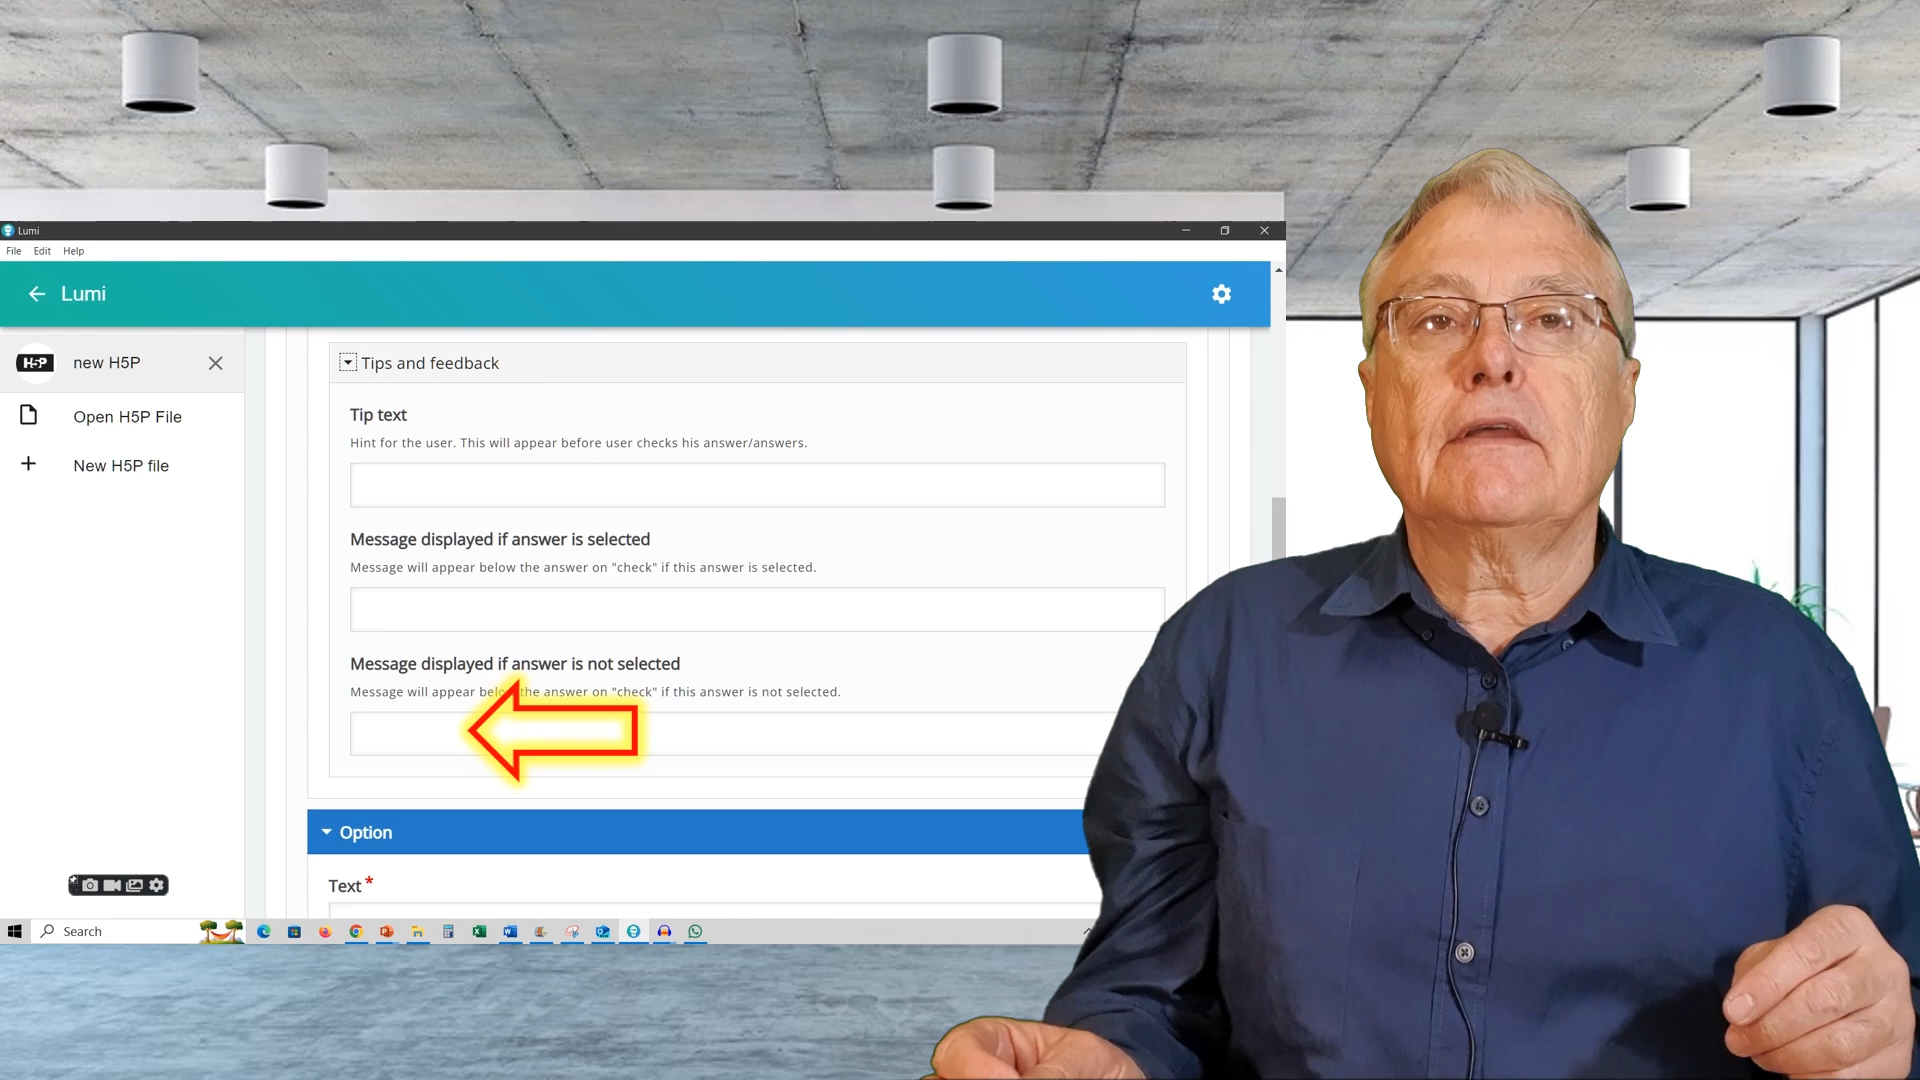 Lumi
File Edit Help
Lumi
new H5P
Open H5P File
New H5P file
Tips and feedback
Tip text
Hint for the user. This will appear before user checks his answer/answers.
Message displayed if answer is selected
Message will appear below the answer on "check" if this answer is selected.
Message displayed if answer is not selected
Message will appear below the answer on "check" if this answer is not selected.
Option
Text *
Search